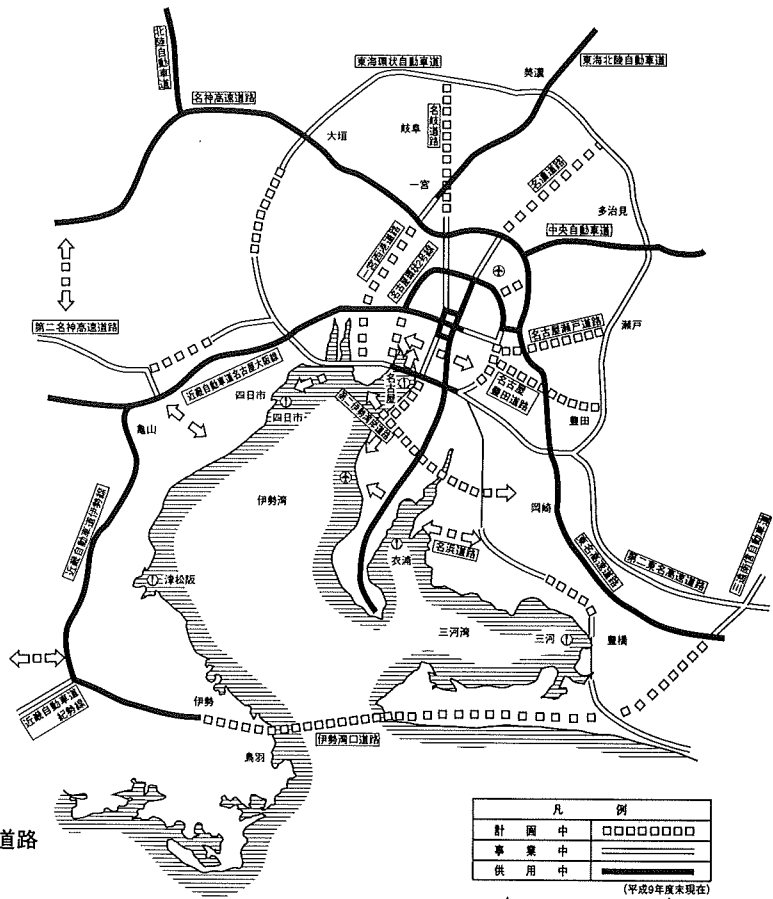 北陸自動車道
名神高速道路
東海環状自動車道
美濃
東海北陸自動車道
大垣
岐阜
名岐道路
一宮
名濃道路
多治見
中央自動車道
一宮西港道路
名古屋環状2号線
第二名神高速道路
名古屋瀬戸道路
瀬戸
近畿自動車道名古屋大阪線
名古屋
名古屋
豊田道路
四日市
四日市
豊田
亀山
第二伊勢湾岸道路
伊勢湾
岡崎
近畿自動車道伊勢線
名浜道路
衣浦
東名高速道路
第二東名高速道路
三遠南信自動車道
津松阪
三河湾
三河
豊橋
伊勢
近畿自動車道
紀勢線
伊勢湾口道路
鳥羽
道路
凡例
計画中
事業中
供用中
(平成9年度末現在)